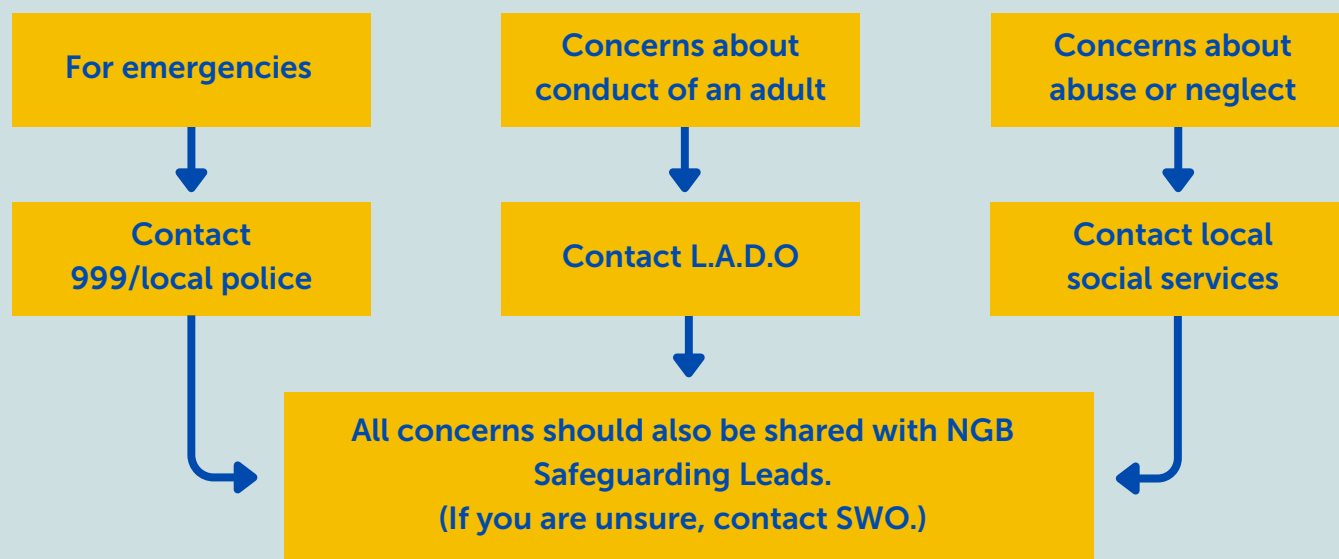 For emergencies
Concerns about
conduct of an adult
Concerns about
abuse or neglect
Contact
999/local police
Contact L.A.D.O
Contact local
social services
All concerns should also be shared with NGB
Safeguarding Leads.
(If you are unsure, contact SWO.)